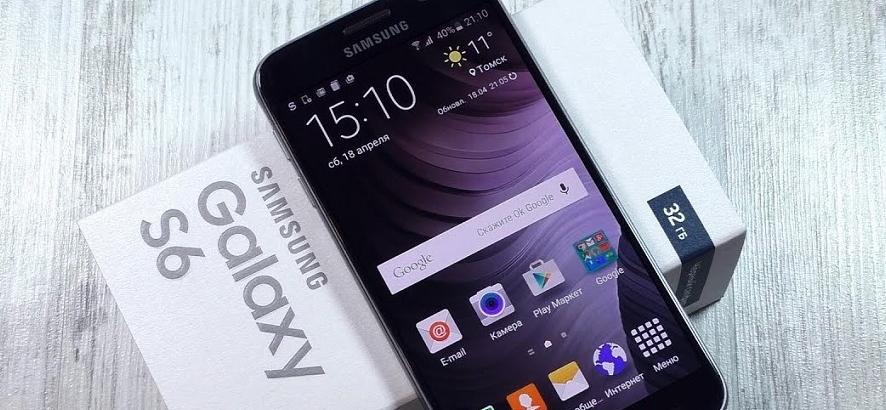 SAMSUNG
40% 21:10
11°
Томск
Обновл. 18.04 21:05
15:10
сб, 18 апреля
Google
Скажите Ok Google
E-mail
Камера
Play Маркет
Google
Интернет
Меню
SAMSUNG
Galaxy
S6
32 ГБ